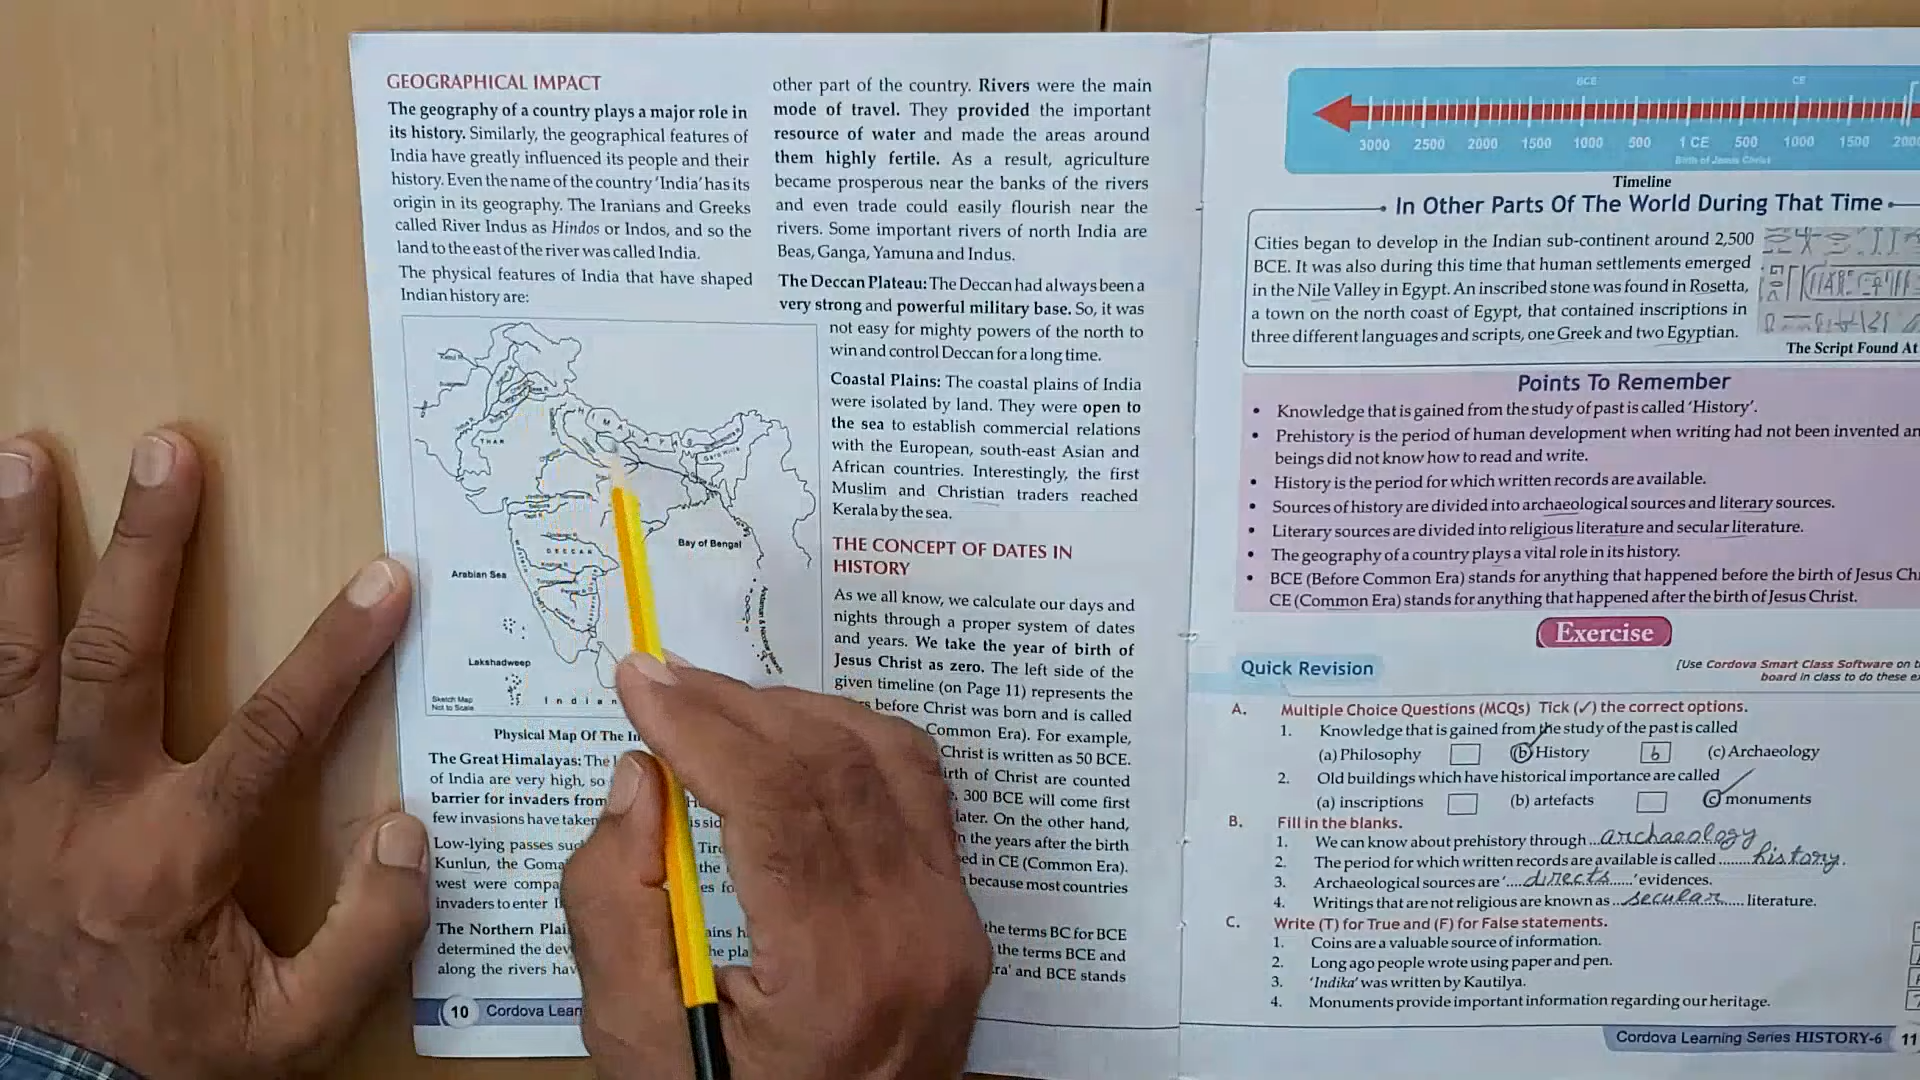 GEOGRAPHICAL IMPACT
The geography of a country plays a major role in
its history. Similarly, the geographical features of
India have greatly influenced its people and their
history. Even the name of the country 'India' has its
origin in its geography. The Iranians and Greeks
called River Indus as Hindos or Indos, and so the
land to the east of the river was called India.
The physical features of India that have shaped
Indian history are:
THAR
HIMALAYAS
DECCAN
Bay of Bengal
Arabian Sea
Andaman & Nicobar Islands
Lakshadweep
Sketch Map
Not to Scale
Indian
Physical Map Of The
The Great Himalayas: The
of India are very high, so
barrier for invaders from
few invasions have taken
Low-lying passes
Kunlun, the
west were
invaders to enter
The Northern
determined the
along the rivers
10 Cordova
other part of the country. Rivers were the main
mode of travel. They provided the important
resource of water and made the areas around
them highly fertile. As a result, agriculture
became prosperous near the banks of the rivers
and even trade could easily flourish near the
rivers. Some important rivers of north India are
Beas, Ganga, Yamuna and Indus.
The Deccan Plateau: The Deccan had always been a
very strong and powerful military base. So, it was
not easy for mighty powers of the north to
win and control Deccan for a long time.
Coastal Plains: The coastal plains of India
were isolated by land. They were open to
the sea to establish commercial relations
with the European, south-east Asian and
African countries. Interestingly, the first
Muslim and Christian traders reached
Kerala by the sea.
THE CONCEPT OF DATES IN
HISTORY
As we all know, we calculate our days and
nights through a proper system of dates
and years. We take the year of birth of
Jesus Christ as zero. The left side of the
given timeline (on Page 11) represents the
before Christ was born and is called
Common Era). For example,
Christ is written as 50 BCE.
birth of Christ are counted
300 BCE will come first
later. On the other hand,
in the years after the birth
in CE (Common Era).
because most countries
the terms BC for BCE
the terms BCE and
and BCE stands
BCE CE
3000 2500 2000 1500 1000 500 1 CE 500 1000 1500
Birth of Jesus Christ
Timeline
In Other Parts Of The World During That Time
Cities began to develop in the Indian sub-continent around 2,500
BCE. It was also during this time that human settlements emerged
in the Nile Valley in Egypt. An inscribed stone was found in Rosetta,
a town on the north coast of Egypt, that contained inscriptions in
three different languages and scripts, one Greek and two Egyptian.
The Script Found At
Points To Remember
• Knowledge that is gained from the study of past is called 'History'.
• Prehistory is the period of human development when writing had not been invented
beings did not know how to read and write.
• History is the period for which written records are available.
• Sources of history are divided into archaeological sources and literary sources.
• Literary sources are divided into religious literature and secular literature.
• The geography of a country plays a vital role in its history.
• BCE (Before Common Era) stands for anything that happened before the birth of Jesus
CE (Common Era) stands for anything that happened after the birth of Jesus Christ.
Exercise
Quick Revision
[Use Cordova Smart Class Software on
board in class to do these
A. Multiple Choice Questions (MCQs) Tick (✓) the correct options.
1. Knowledge that is gained from the study of the past is called
(a) Philosophy (b) History b (c) Archaeology
2. Old buildings which have historical importance are called
(a) inscriptions (b) artefacts (c) monuments
B. Fill in the blanks.
1. We can know about prehistory through ...archaeology
2. The period for which written records are available is called ........history.
3. Archaeological sources are '....directs.....' evidences.
4. Writings that are not religious are known as ...secular.... literature.
C. Write (T) for True and (F) for False statements.
1. Coins are a valuable source of information.
2. Long ago people wrote using paper and pen.
3. 'Indika' was written by Kautilya.
4. Monuments provide important information regarding our heritage.
Cordova Learning Series HISTORY-6 11